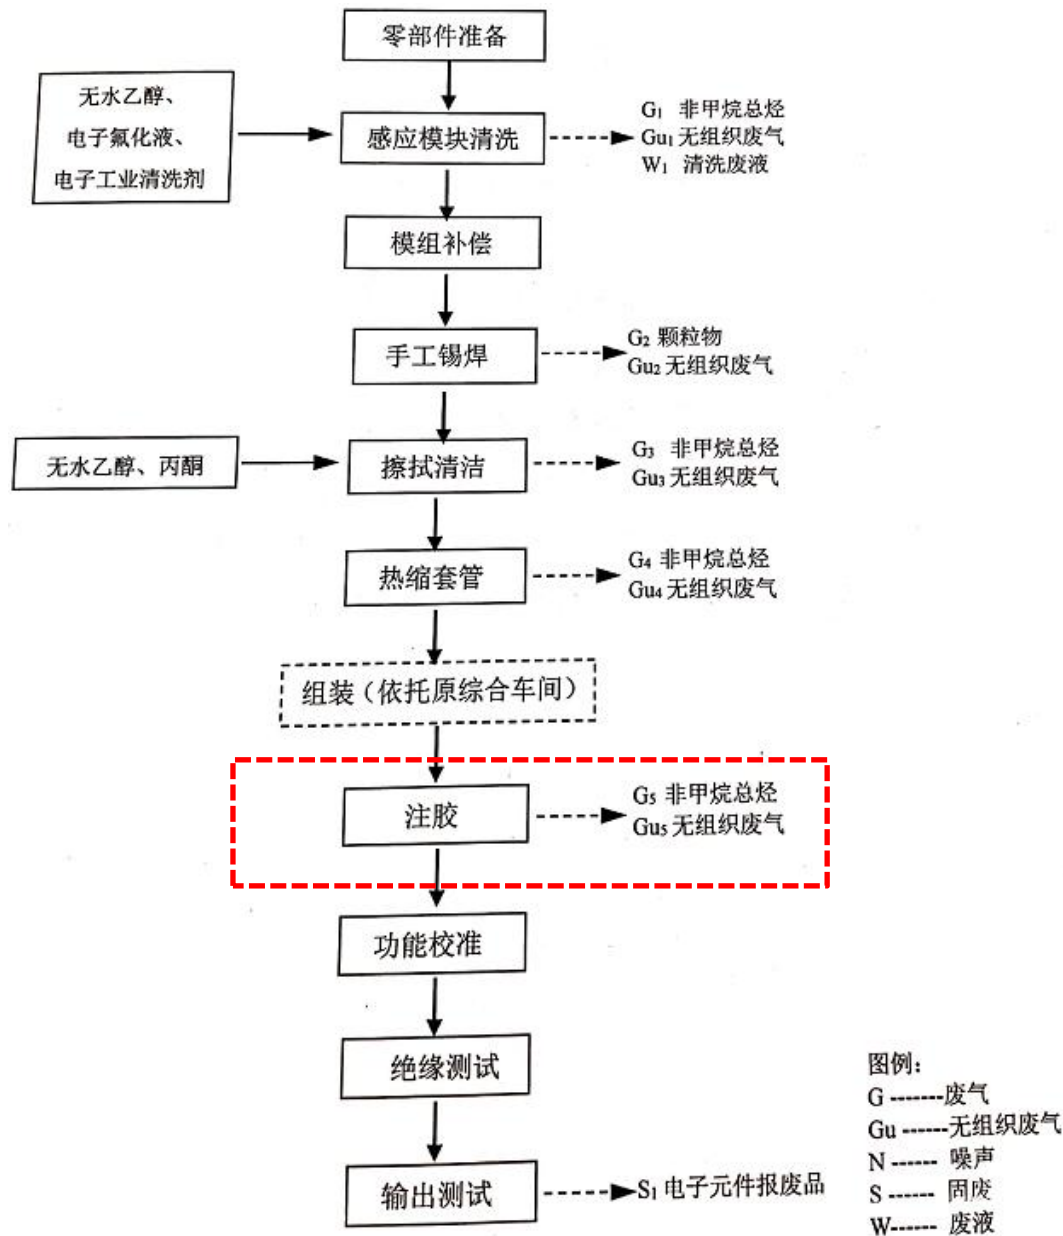 零部件准备
无水乙醇、
电子氟化液、
电子工业清洗剂
感应模块清洗
G1 非甲烷总烃
Gu1 无组织废气
W1 清洗废液
模组补偿
手工锡焊
G2 颗粒物
Gu2 无组织废气
无水乙醇、丙酮
擦拭清洁
G3 非甲烷总烃
Gu3 无组织废气
热缩套管
G4 非甲烷总烃
Gu4 无组织废气
组装（依托原综合车间）
注胶
G5 非甲烷总烃
Gu5 无组织废气
功能校准
绝缘测试
输出测试
S1 电子元件报废品
图例：
G -------废气
Gu ------无组织废气
N ------ 噪声
S ------ 固废
W------ 废液